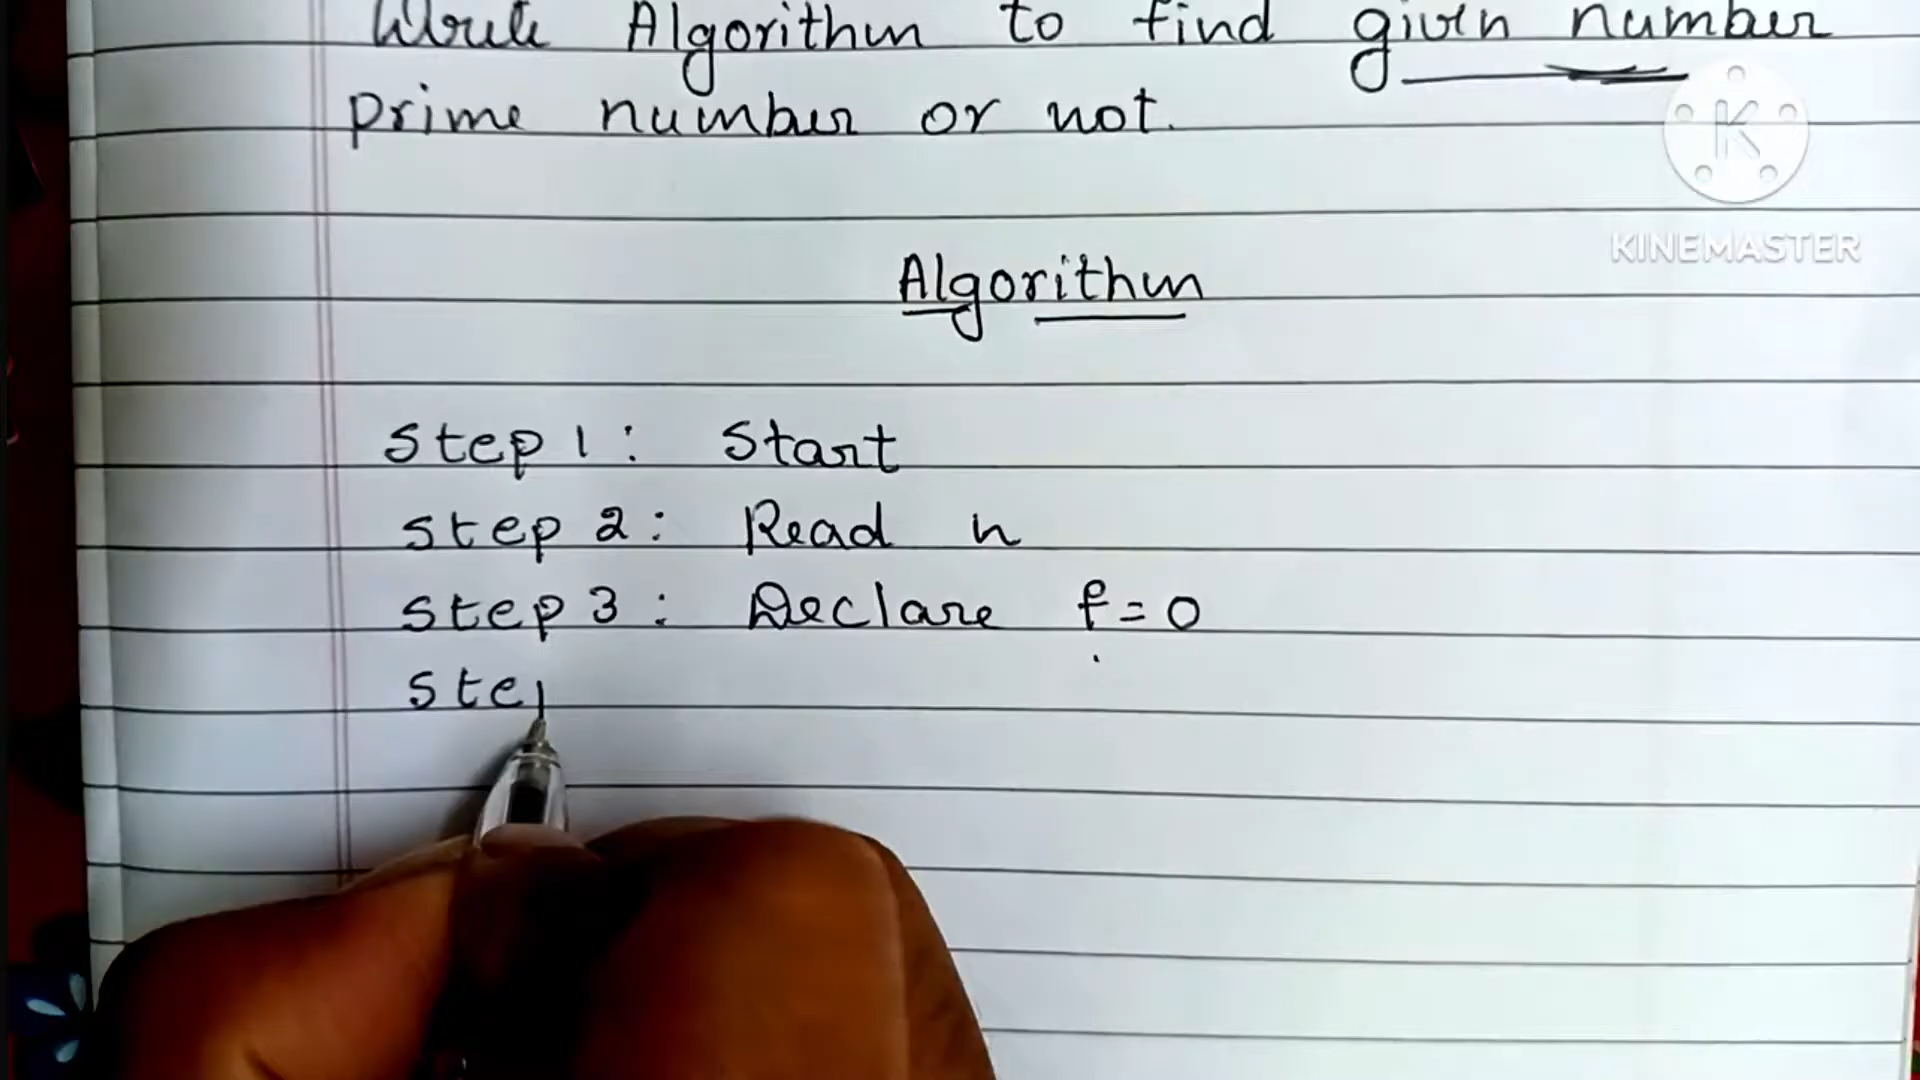 Write Algorithm to find given number
prime number or not.
K
KINEMASTER
Algorithm
Step 1: Start
Step 2: Read n
Step 3: Declare f=0
Step